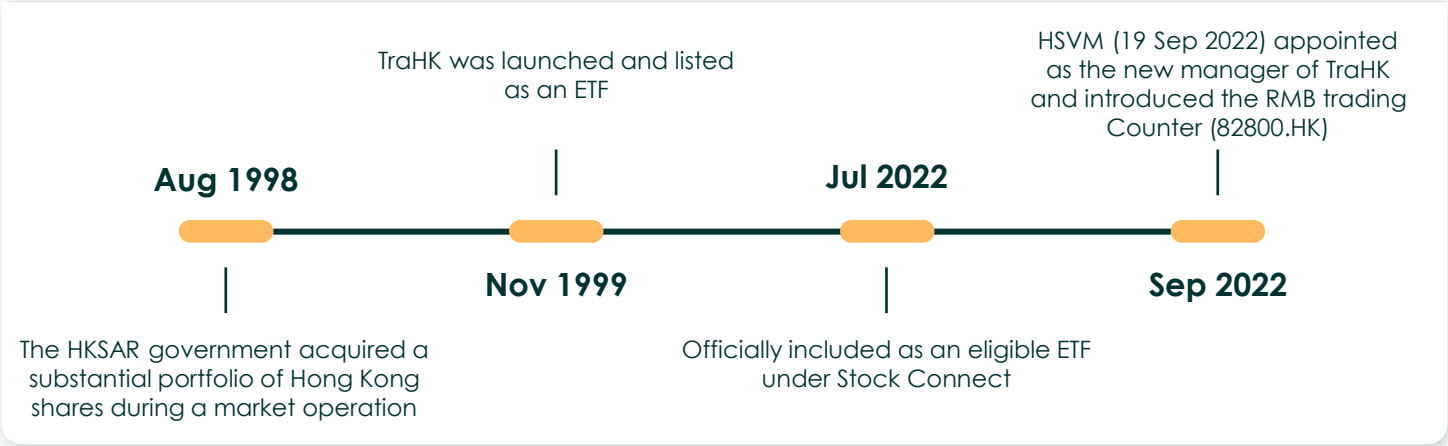 Aug 1998
The HKSAR government acquired a
substantial portfolio of Hong Kong
shares during a market operation
TraHK was launched and listed
as an ETF
Nov 1999
Jul 2022
Officially included as an eligible ETF
under Stock Connect
HSVM (19 Sep 2022) appointed
as the new manager of TraHK
and introduced the RMB trading
Counter (82800.HK)
Sep 2022